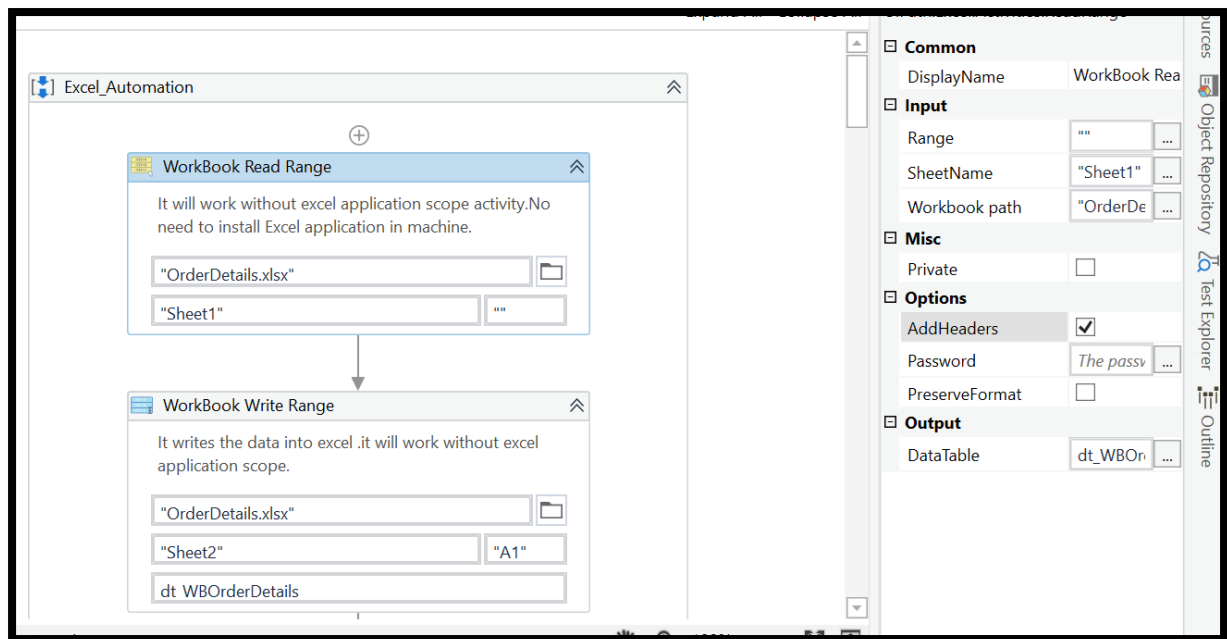 Excel_Automation
WorkBook Read Range
It will work without excel application scope activity.No
need to install Excel application in machine.
"OrderDetails.xlsx"
"Sheet1" ""
WorkBook Write Range
It writes the data into excel .it will work without excel
application scope.
"OrderDetails.xlsx"
"Sheet2" "A1"
dt_WBOrderDetails
Common
DisplayName WorkBook Rea
Input
Range "" ...
SheetName "Sheet1" ...
Workbook path "OrderDe ...
Misc
Private
Options
AddHeaders
Password The passw ...
PreserveFormat
Output
DataTable dt_WBOr ...
Object Repository
Test Explorer
Outline